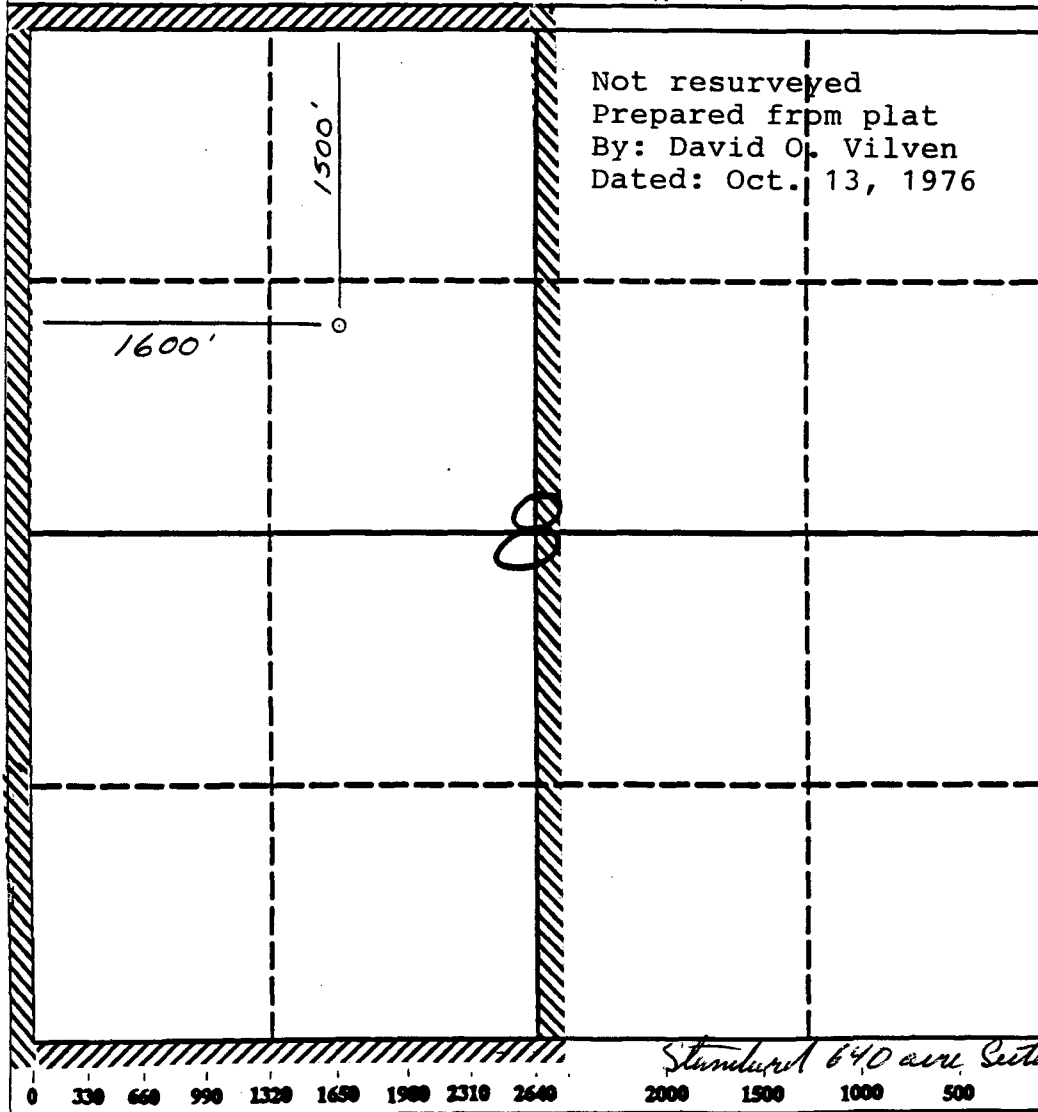 Not resurveyed
Prepared from plat
By: David O. Vilven
Dated: Oct. 13, 1976
1500'
1600'
8
Standard 640 acre
0 330 660 990 1320 1650 1980 2310 2640 2000 1500 1000 500